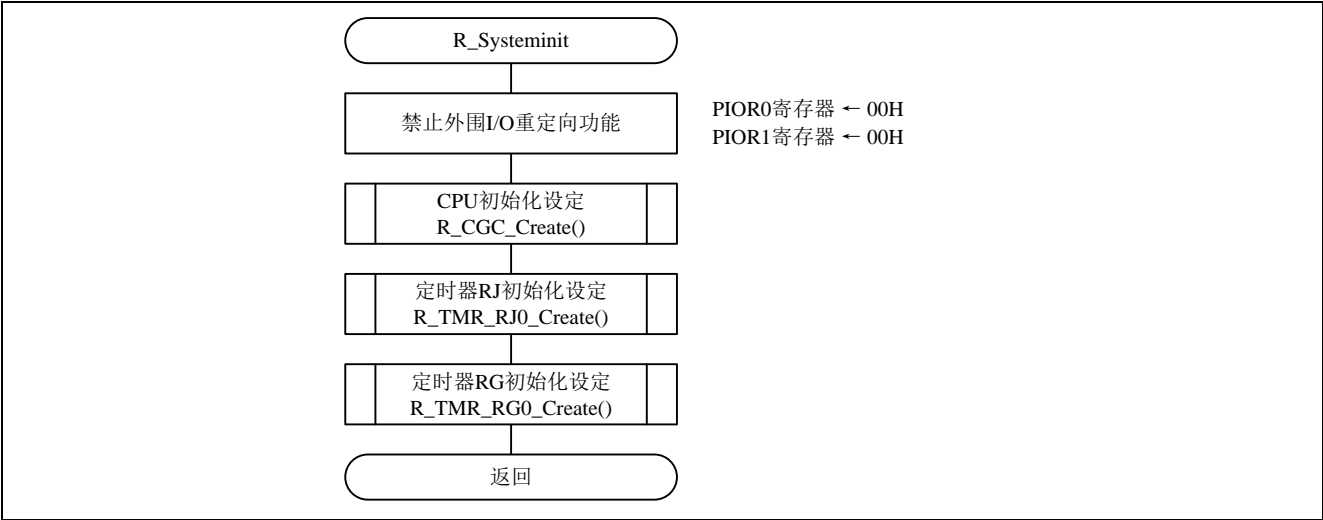 R_Systeminit
禁止外围I/O重定向功能
PIOR0寄存器 ← 00H
PIOR1寄存器 ← 00H
CPU初始化设定
R_CGC_Create()
定时器RJ初始化设定
R_TMR_RJ0_Create()
定时器RG初始化设定
R_TMR_RG0_Create()
返回